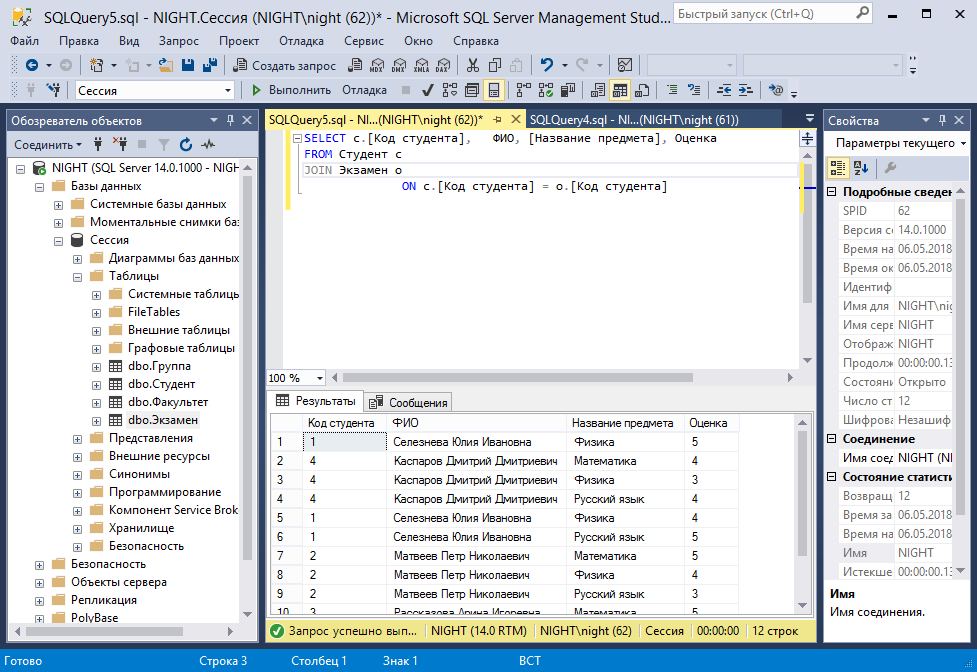 SQLQuery5.sql - NIGHT.Сессия (NIGHT\night (62))* - Microsoft SQL Server Management Stud...
Быстрый запуск (Ctrl+Q)
Файл Правка Вид Запрос Проект Отладка Сервис Окно Справка
Создать запрос MDX DMX XMLA DAX
Сессия Выполнить Отладка
Обозреватель объектов
Соединить
NIGHT (SQL Server 14.0.1000 - NIGH
Базы данных
Системные базы данных
Моментальные снимки баз
Сессия
Диаграммы баз данных
Таблицы
Системные таблицы
FileTables
Внешние таблицы
Графовые таблицы
dbo.Группа
dbo.Студент
dbo.Факультет
dbo.Экзамен
Представления
Внешние ресурсы
Синонимы
Программирование
Компонент Service Brok
Хранилище
Безопасность
Безопасность
Объекты сервера
Репликация
PolyBase
SQLQuery5.sql - NI...(NIGHT\night (62))* SQLQuery4.sql - NI...(NIGHT\night (61))
SELECT c.[Код студента], ФИО, [Название предмета], Оценка
FROM Студент с
JOIN Экзамен о
ON с.[Код студента] = о.[Код студента]
100 %
Результаты Сообщения
Код студента ФИО Название предмета Оценка
1 1 Селезнева Юлия Ивановна Физика 5
2 4 Каспаров Дмитрий Дмитриевич Математика 4
3 4 Каспаров Дмитрий Дмитриевич Физика 3
4 4 Каспаров Дмитрий Дмитриевич Русский язык 4
5 1 Селезнева Юлия Ивановна Физика 4
6 1 Селезнева Юлия Ивановна Русский язык 5
7 2 Матвеев Петр Николаевич Математика 5
8 2 Матвеев Петр Николаевич Физика 4
9 2 Матвеев Петр Николаевич Русский язык 3
10 3 Рассказова Арина Игоревна Математика 5
Запрос успешно вып... NIGHT (14.0 RTM) NIGHT\night (62) Сессия 00:00:00 12 строк
Свойства
Параметры текущего
Подробные сведен
SPID 62
Версия се 14.0.1000
Время на 06.05.2018
Время ок 06.05.2018
Идентиф
Имя для NIGHT\nig
Имя серв NIGHT
Отображ NIGHT
Продолж 00:00:00.13
Состояни Открыто
Число ст 12
Шифрова Незашиф
Соединение
Имя соед NIGHT (NI
Состояние статисти
Возвращ 12
Время за 06.05.2018
Время на 06.05.2018
Имя NIGHT
Истекше 00:00:00.13
Имя
Имя соединения.
Готово Строка 3 Столбец 1 Знак 1 ВСТ